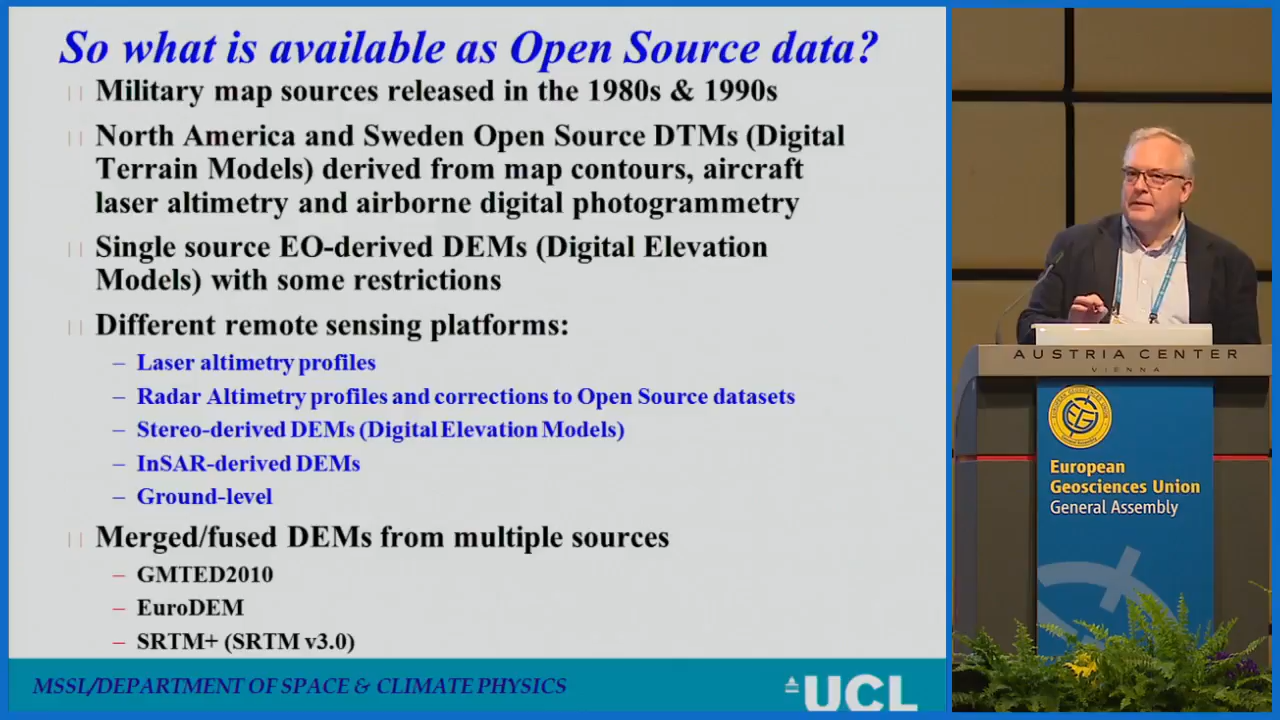 So what is available as Open Source data?
Military map sources released in the 1980s & 1990s
North America and Sweden Open Source DTMs (Digital
Terrain Models) derived from map contours, aircraft
laser altimetry and airborne digital photogrammetry
Single source EO-derived DEMs (Digital Elevation
Models) with some restrictions
Different remote sensing platforms:
– Laser altimetry profiles
– Radar Altimetry profiles and corrections to Open Source datasets
– Stereo-derived DEMs (Digital Elevation Models)
– InSAR-derived DEMs
– Ground-level
Merged/fused DEMs from multiple sources
– GMTED2010
– EuroDEM
– SRTM+ (SRTM v3.0)
MSSL/DEPARTMENT OF SPACE & CLIMATE PHYSICS
UCL
AUSTRIA CENTER
VIENNA
European
Geosciences Union
General Assembly